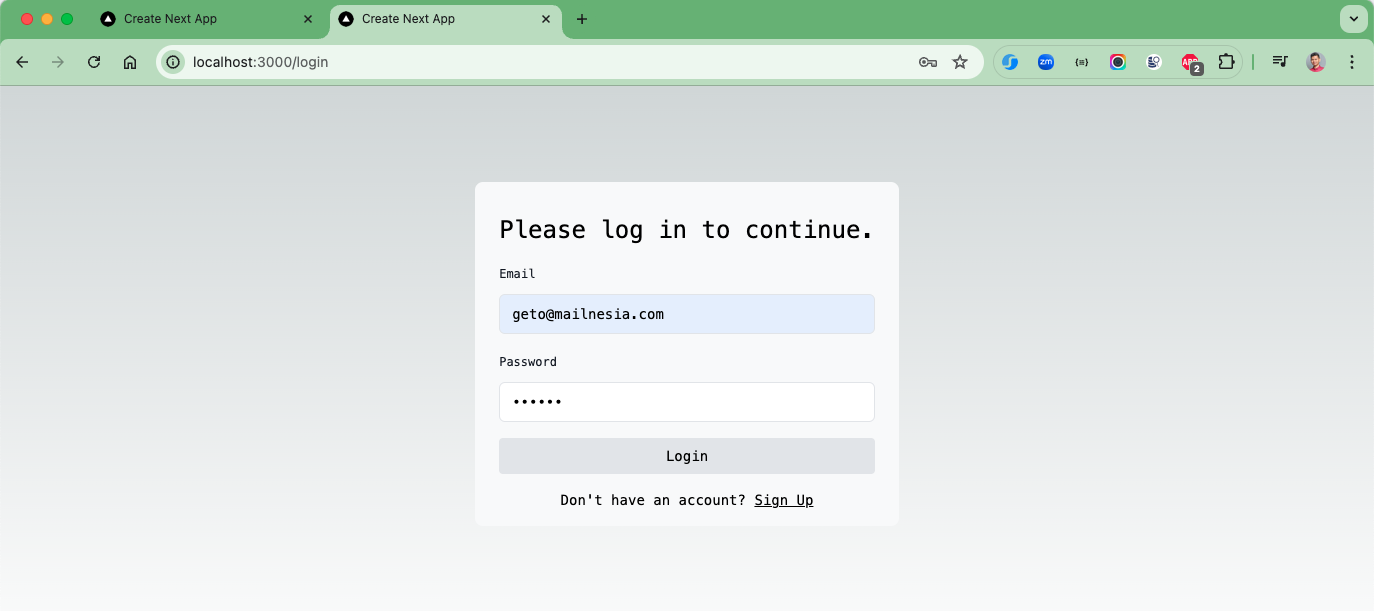 Create Next App
Create Next App
localhost:3000/login
zm
{≡}
2
Please log in to continue.
Email
geto@mailnesia.com
Password
••••••
Login
Don't have an account? Sign Up